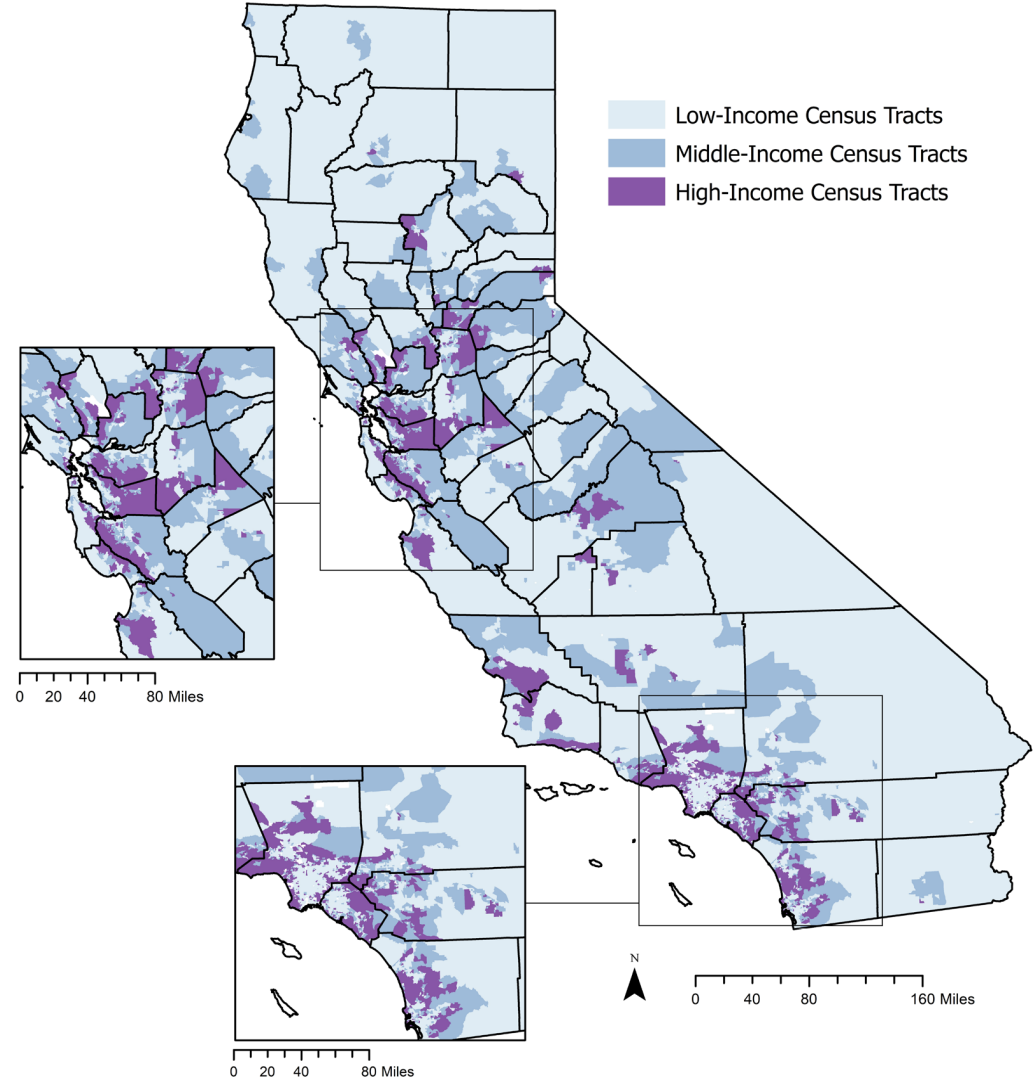 Low-Income Census Tracts
Middle-Income Census Tracts
High-Income Census Tracts
0 40 80 Miles
N
0 40 80 160 Miles
0 20 40 80 Miles